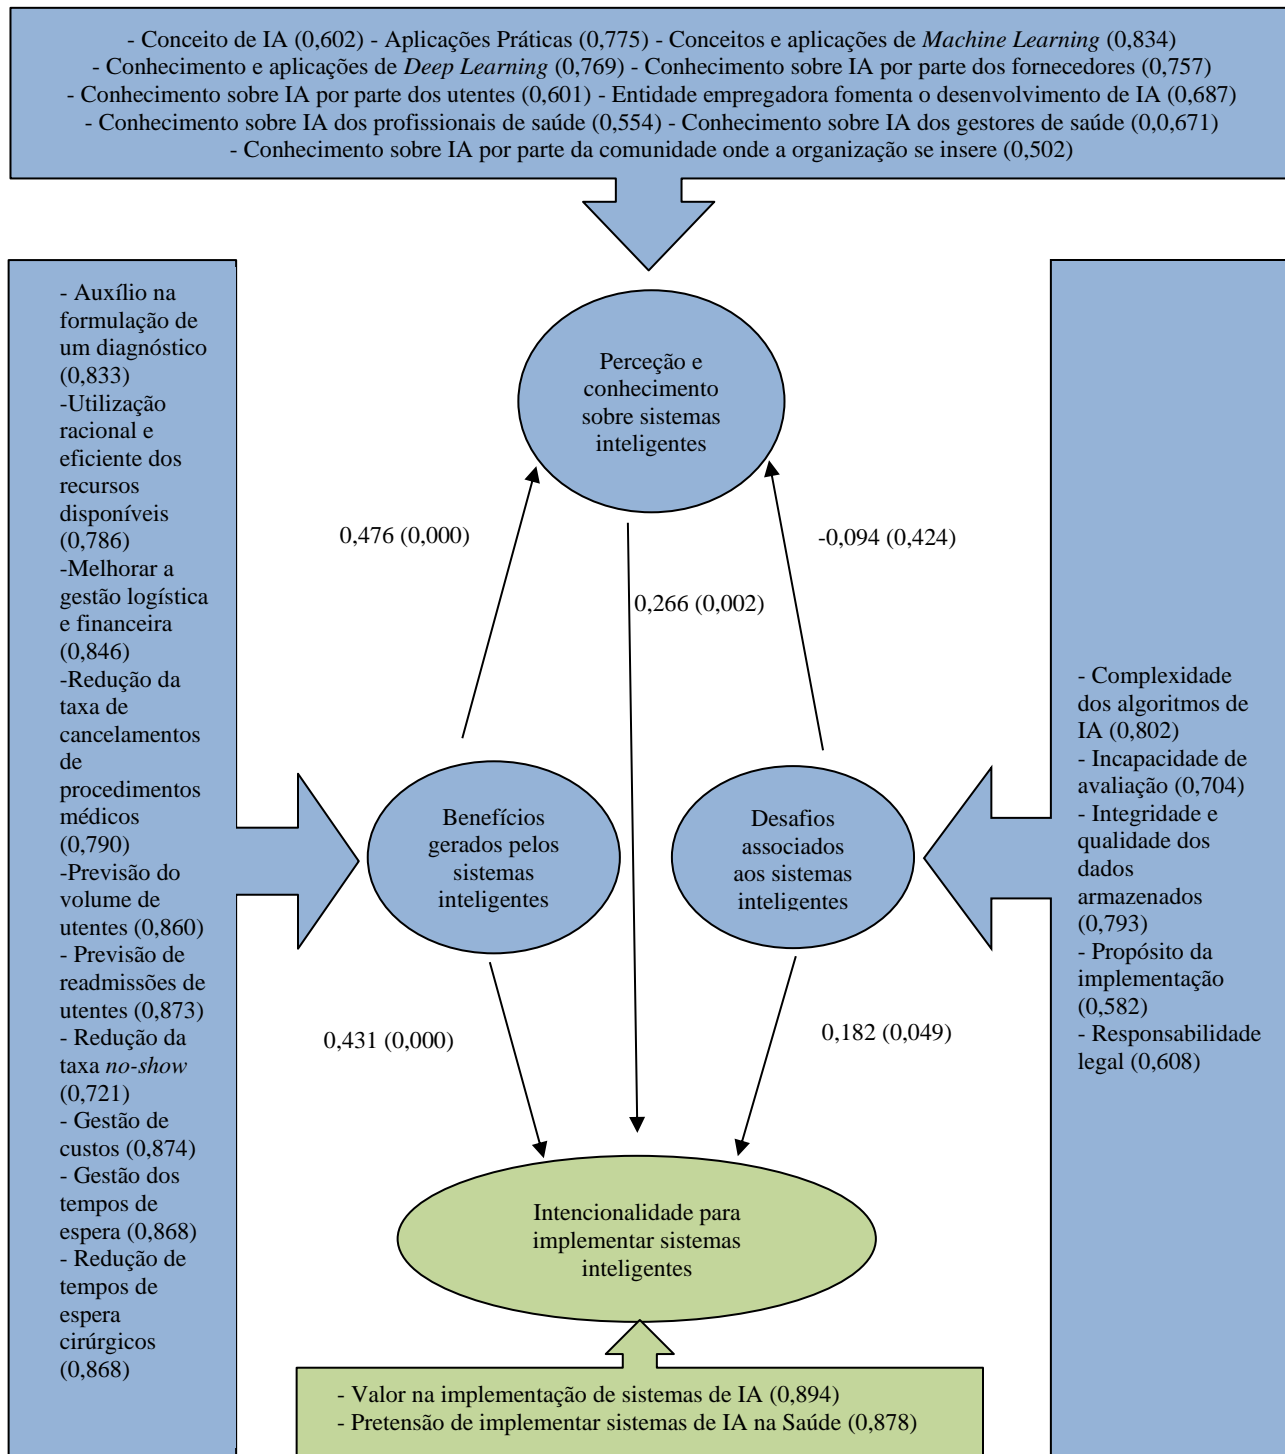 - Conceito de IA (0,602) - Aplicações Práticas (0,775) - Conceitos e aplicações de Machine Learning (0,834)
- Conhecimento e aplicações de Deep Learning (0,769) - Conhecimento sobre IA por parte dos fornecedores (0,757)
- Conhecimento sobre IA por parte dos utentes (0,601) - Entidade empregadora fomenta o desenvolvimento de IA (0,687)
- Conhecimento sobre IA dos profissionais de saúde (0,554) - Conhecimento sobre IA dos gestores de saúde (0,0,671)
- Conhecimento sobre IA por parte da comunidade onde a organização se insere (0,502)
- Auxílio na
formulação de
um diagnóstico
(0,833)
-Utilização
racional e
eficiente dos
recursos
disponíveis
(0,786)
-Melhorar a
gestão logística
e financeira
(0,846)
-Redução da
taxa de
cancelamentos
de
procedimentos
médicos
(0,790)
-Previsão do
volume de
utentes (0,860)
- Previsão de
readmissões de
utentes (0,873)
- Redução da
taxa no-show
(0,721)
- Gestão de
custos (0,874)
- Gestão dos
tempos de
espera (0,868)
- Redução de
tempos de
espera
cirúrgicos
(0,868)
Perceção e
conhecimento
sobre sistemas
inteligentes
0,476 (0,000)
-0,094 (0,424)
0,266 (0,002)
Benefícios
gerados pelos
sistemas
inteligentes
Desafios
associados
aos sistemas
inteligentes
0,431 (0,000)
0,182 (0,049)
Intencionalidade para
implementar sistemas
inteligentes
- Valor na implementação de sistemas de IA (0,894)
- Pretensão de implementar sistemas de IA na Saúde (0,878)
- Complexidade
dos algoritmos de
IA (0,802)
- Incapacidade de
avaliação (0,704)
- Integridade e
qualidade dos
dados
armazenados
(0,793)
- Propósito da
implementação
(0,582)
- Responsabilidade
legal (0,608)